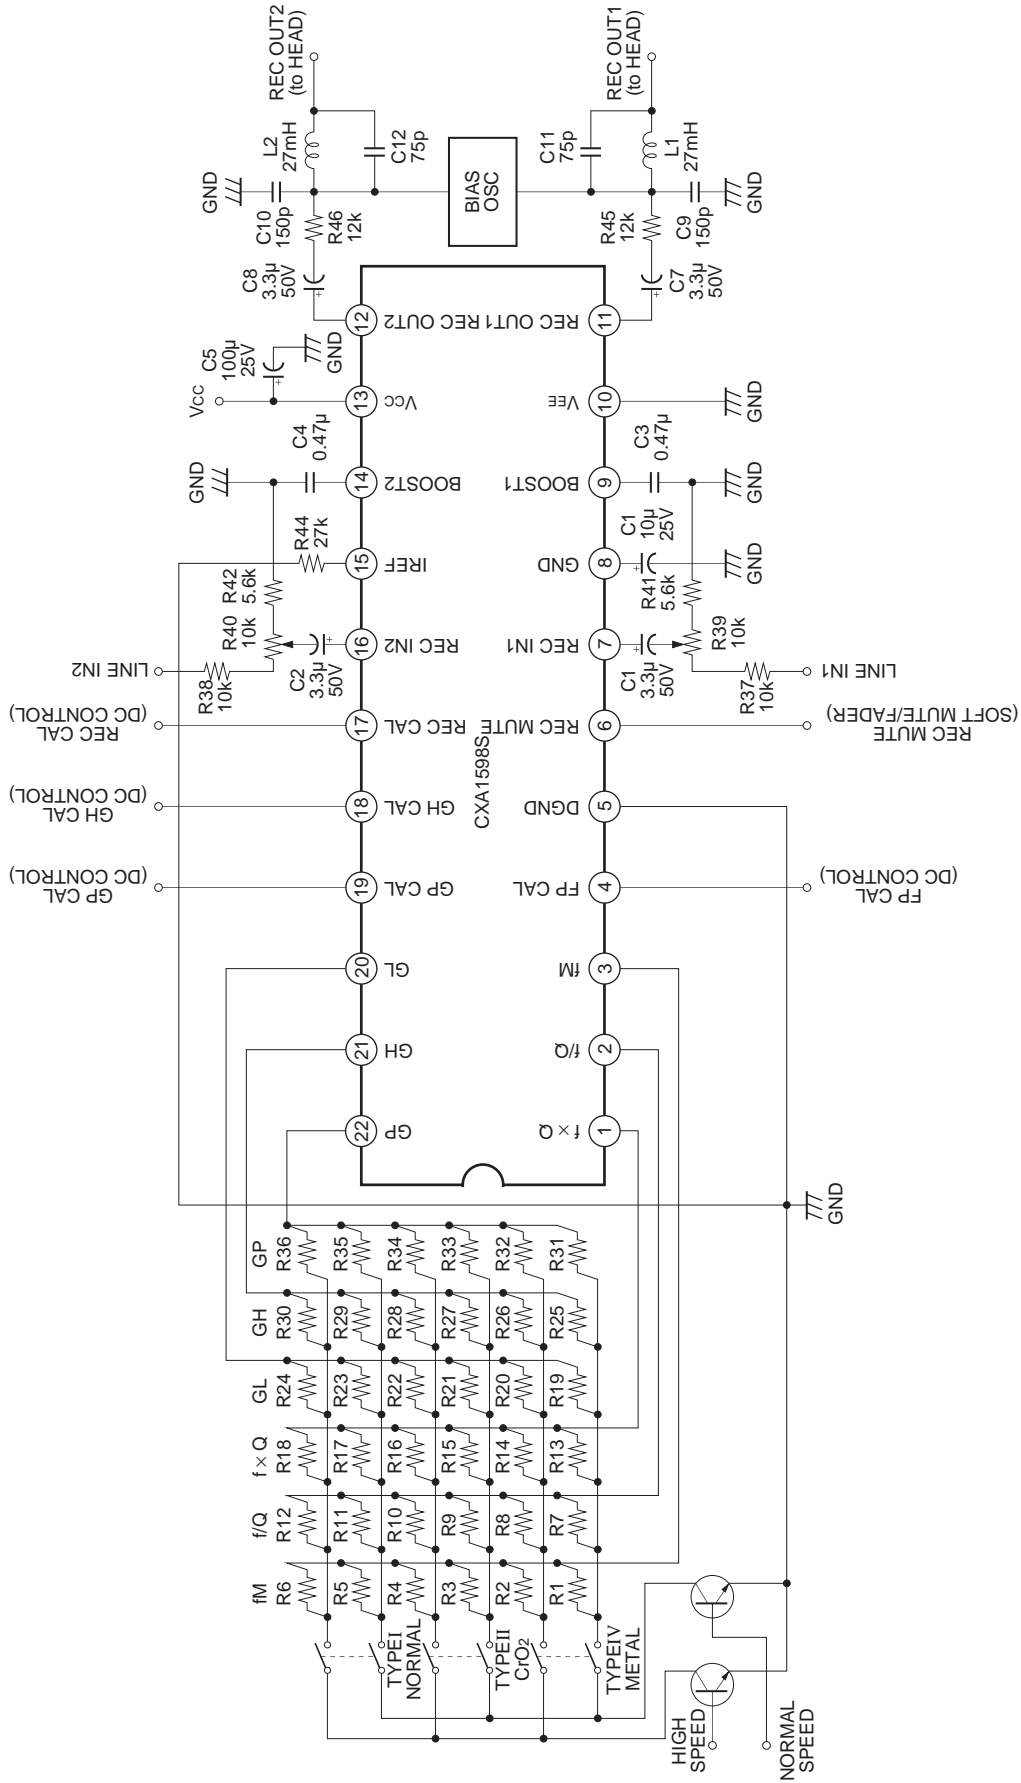 REC OUT2
(to HEAD)
REC OUT1
(to HEAD)
L2
27mH
C12
75p
C11
75p
L1
27mH
GND
C10
150p
R46
12k
BIAS
OSC
R45
12k
C9
150p
GND
C8
3.3µ
50V
C7
3.3µ
50V
12
REC OUT2
REC OUT1
11
C5
100µ
25V
GND
VCC
13
VCC
VEE
10
GND
C4
0.47µ
C3
0.47µ
GND
14
BOOST2
BOOST1
9
GND
R44
27k
C1
10µ
25V
15
IREF
GND
8
GND
R42
5.6k
R41
5.6k
R40
10k
R39
10k
C2
3.3µ
50V
16
REC IN2
REC IN1
7
C1
3.3µ
50V
LINE IN2
R38
10k
R37
10k
LINE IN1
REC CAL
(DC CONTROL)
17
REC CAL
REC MUTE
6
REC MUTE
(SOFT MUTE/FADER)
CXA1598S
GH CAL
(DC CONTROL)
18
GH CAL
DGND
5
GP CAL
(DC CONTROL)
19
GP CAL
FP CAL
4
FP CAL
(DC CONTROL)
20
GL
fM
3
21
GH
f/Q
2
22
GP
f × Q
1
GND
GP
R36
R35
R34
R33
R32
R31
GH
R30
R29
R28
R27
R26
R25
GL
R24
R23
R22
R21
R20
R19
f × Q
R18
R17
R16
R15
R14
R13
f/Q
R12
R11
R10
R9
R8
R7
fM
R6
R5
R4
R3
R2
R1
TYPEI
NORMAL
TYPEII
CrO2
TYPEIV
METAL
HIGH
SPEED
NORMAL
SPEED